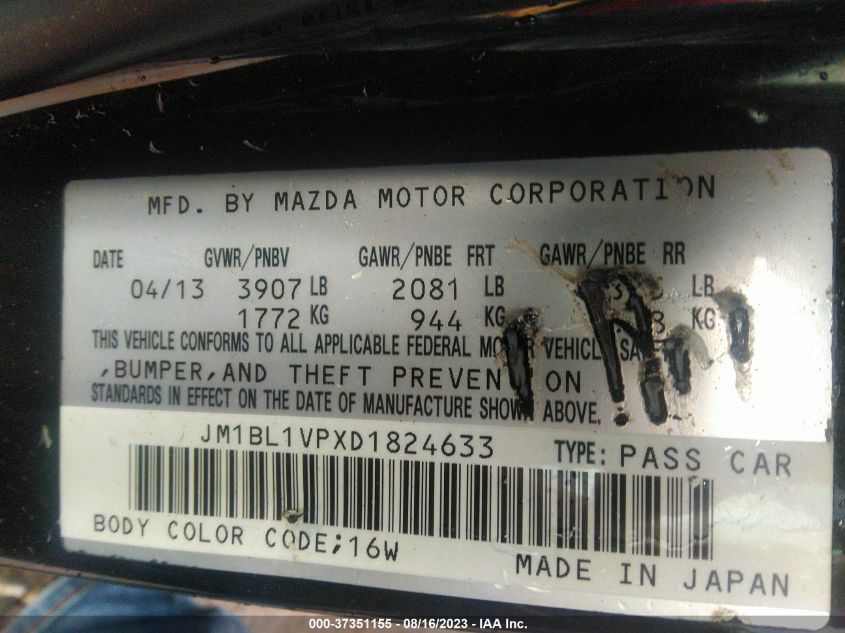 MFD. BY MAZDA MOTOR CORPORATION
DATE GVWR/PNBV GAWR/PNBE FRT GAWR/PNBE RR
04/13 3907 LB 2081 LB LB
1772 KG 944 KG KG
THIS VEHICLE CONFORMS TO ALL APPLICABLE FEDERAL MOTOR VEHICLE
,BUMPER,AND THEFT PREVENTION
STANDARDS IN EFFECT ON THE DATE OF MANUFACTURE SHOWN ABOVE.
JM1BL1VPXD1824633 TYPE: PASS CAR
BODY COLOR CODE;16W
MADE IN JAPAN
000-37351155 - 08/16/2023 - IAA Inc.